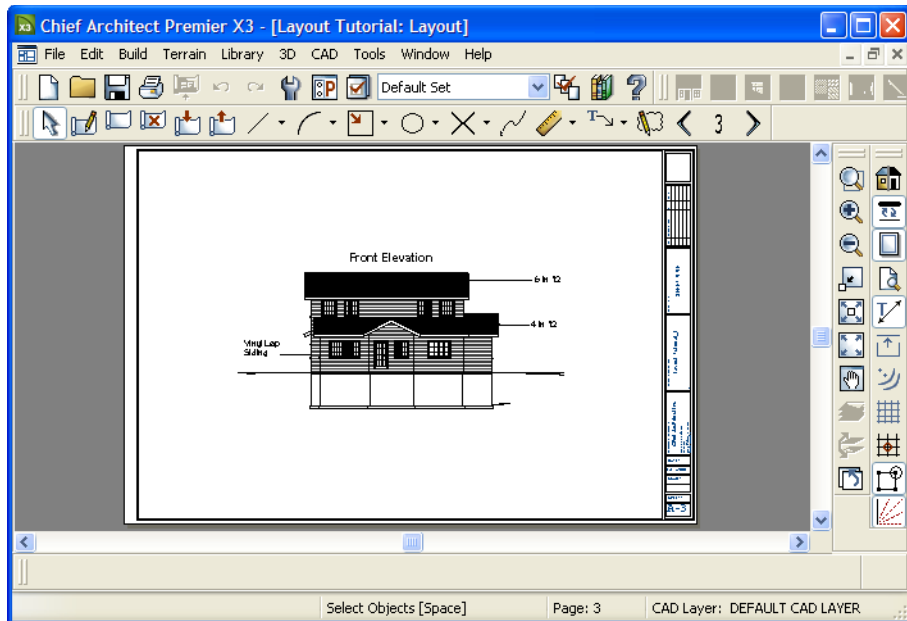 X3 Chief Architect Premier X3 - [Layout Tutorial: Layout]
File Edit Build Terrain Library 3D CAD Tools Window Help
Default Set
3
Front Elevation
6 in 12
4 in 12
Vinyl Lap
Siding
A-3
Select Objects [Space] Page: 3 CAD Layer: DEFAULT CAD LAYER